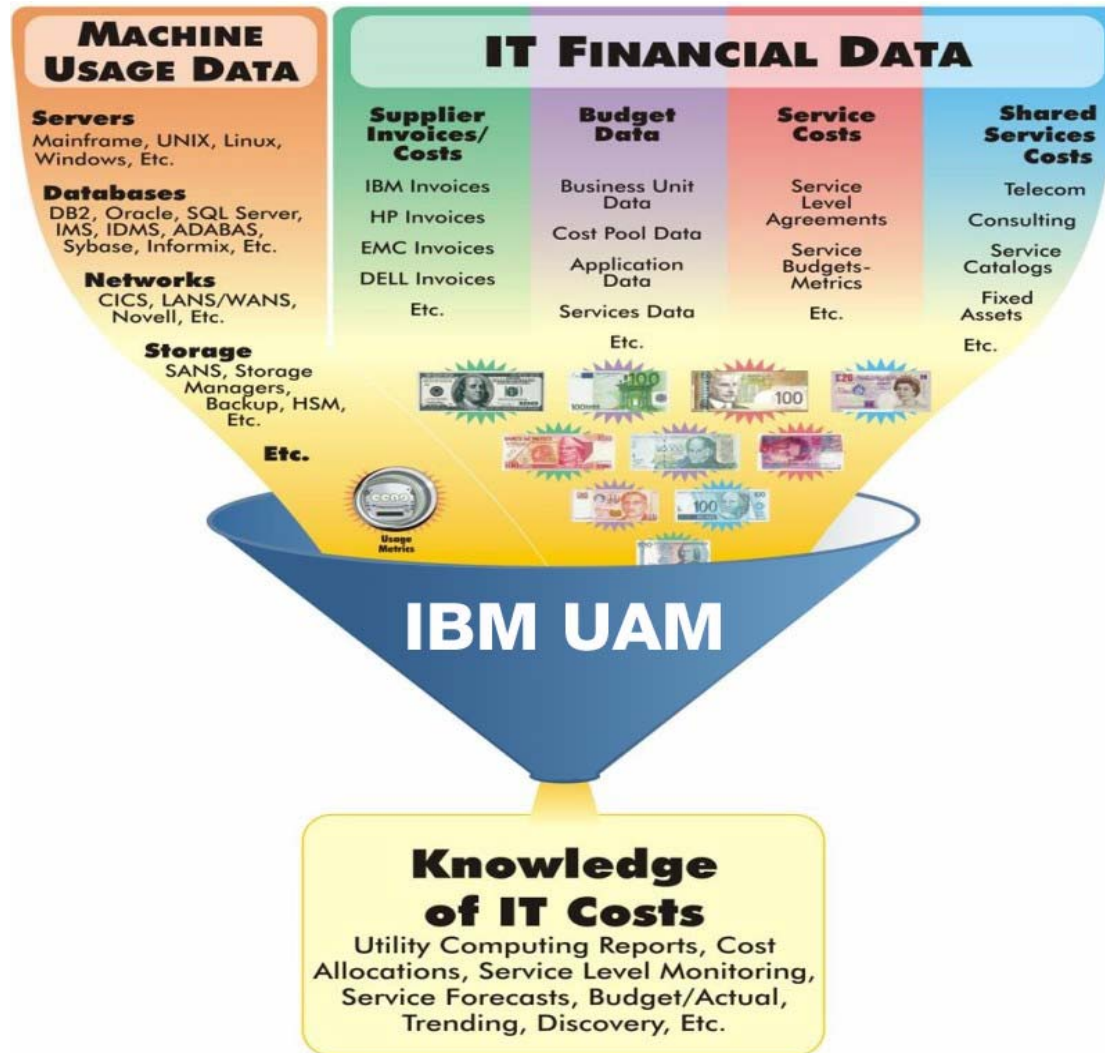 MACHINE
USAGE DATA
Servers
Mainframe, UNIX, Linux,
Windows, Etc.
Databases
DB2, Oracle, SQL Server,
IMS, IDMS, ADABAS,
Sybase, Informix, Etc.
Networks
CICS, LANS/WANS,
Novell, Etc.
Storage
SANS, Storage
Managers,
Backup, HSM,
Etc.
Etc.
Usage
Metrics
IT FINANCIAL DATA
Supplier
Invoices/
Costs
IBM Invoices
HP Invoices
EMC Invoices
DELL Invoices
Etc.
Budget
Data
Business Unit
Data
Cost Pool Data
Application
Data
Services Data
Etc.
Service
Costs
Service
Level
Agreements
Service
Budgets-
Metrics
Etc.
Shared
Services
Costs
Telecom
Consulting
Service
Catalogs
Fixed
Assets
Etc.
100
100
£20
100
IBM UAM
Knowledge
of IT Costs
Utility Computing Reports, Cost
Allocations, Service Level Monitoring,
Service Forecasts, Budget/Actual,
Trending, Discovery, Etc.